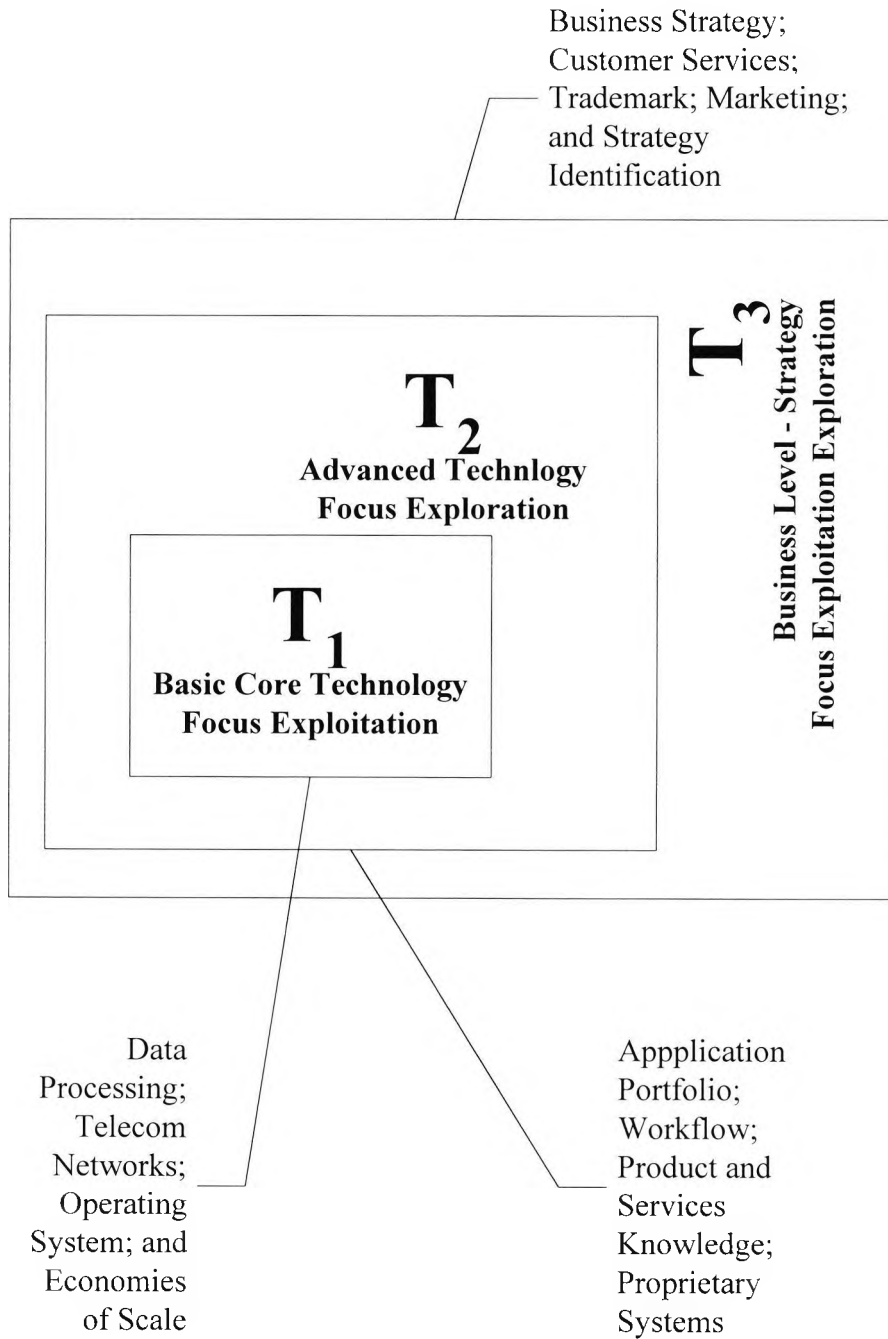 Business Strategy;
Customer Services;
Trademark; Marketing;
and Strategy
Identification
T3
Business Level - Strategy
Focus Exploitation Exploration
T2
Advanced Technlogy
Focus Exploration
T1
Basic Core Technology
Focus Exploitation
Data
Processing;
Telecom
Networks;
Operating
System; and
Economies
of Scale
Appplication
Portfolio;
Workflow;
Product and
Services
Knowledge;
Proprietary
Systems